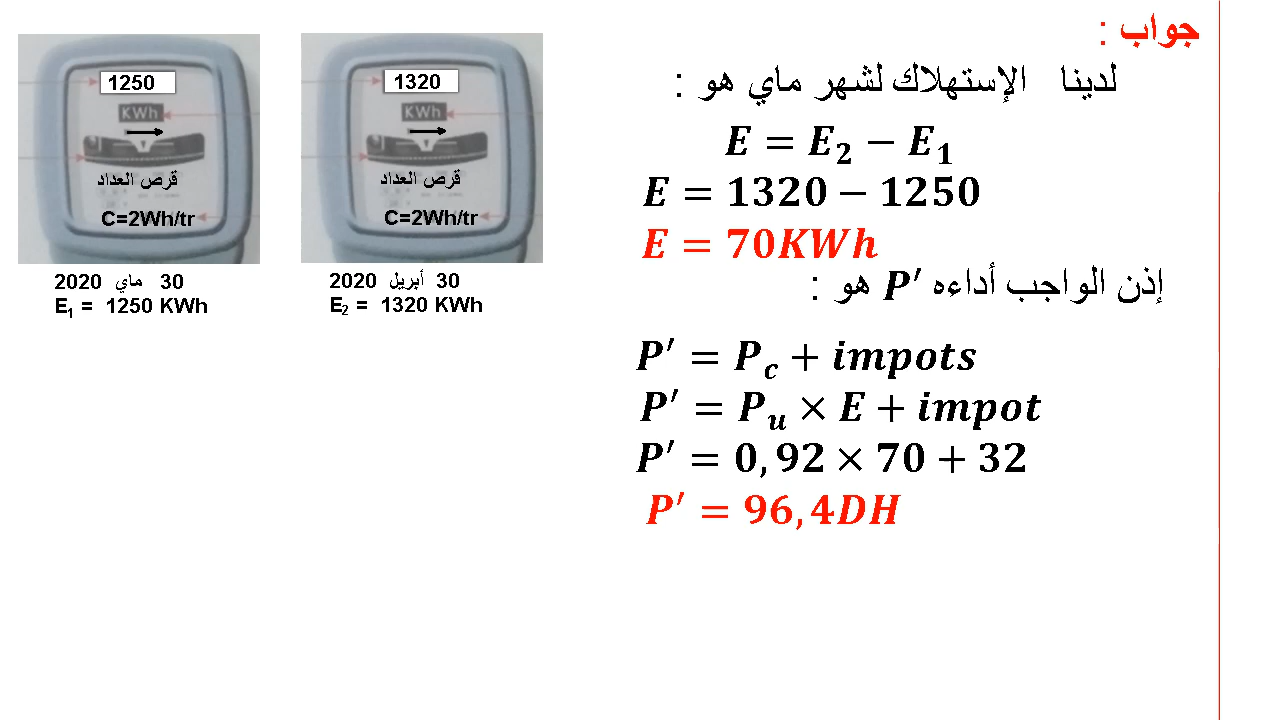 جواب :
لدينا الإستهلاك لشهر ماي هو :
E = E₂ − E₁
E = 1320 − 1250
E = 70KWh
إذن الواجب أداءه P′ هو :
P′ = P_c + impots
P′ = P_u × E + impot
P′ = 0,92 × 70 + 32
P′ = 96,4DH
1250
KWh
قرص العداد
C=2Wh/tr
30 ماي 2020
E₁ = 1250 KWh
1320
KWh
قرص العداد
C=2Wh/tr
30 أبريل 2020
E₂ = 1320 KWh